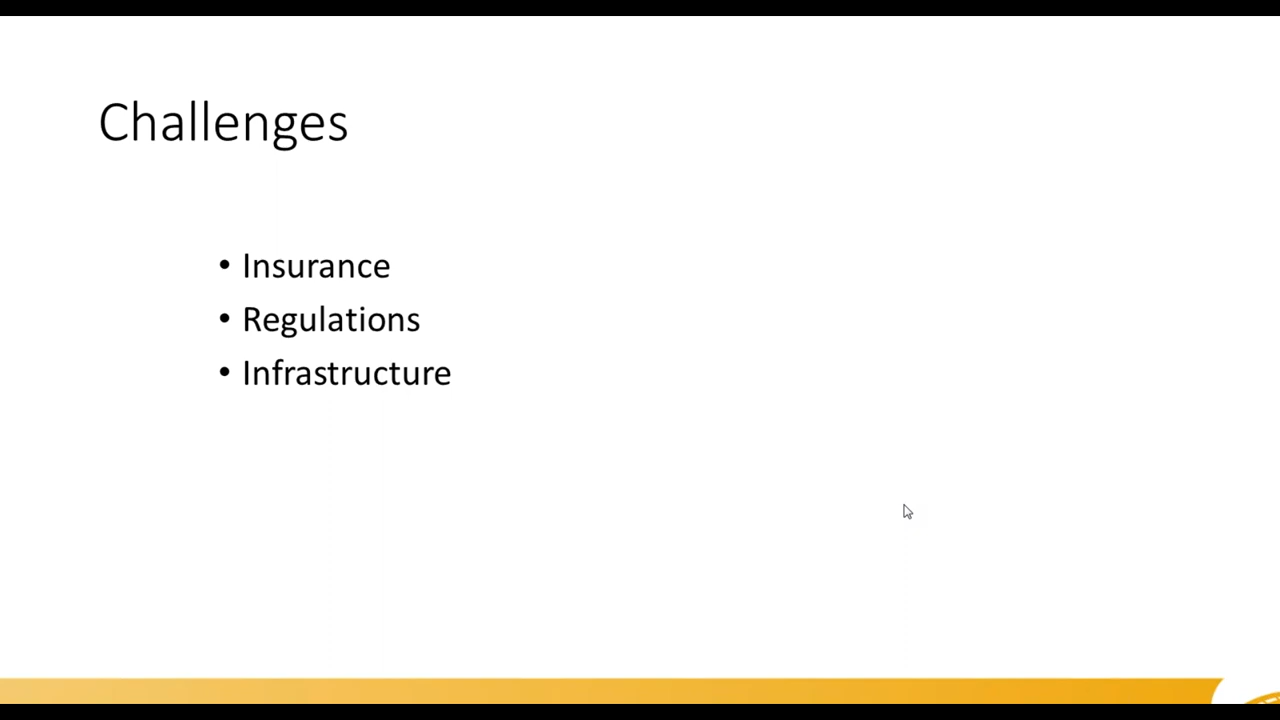 Challenges
• Insurance
• Regulations
• Infrastructure